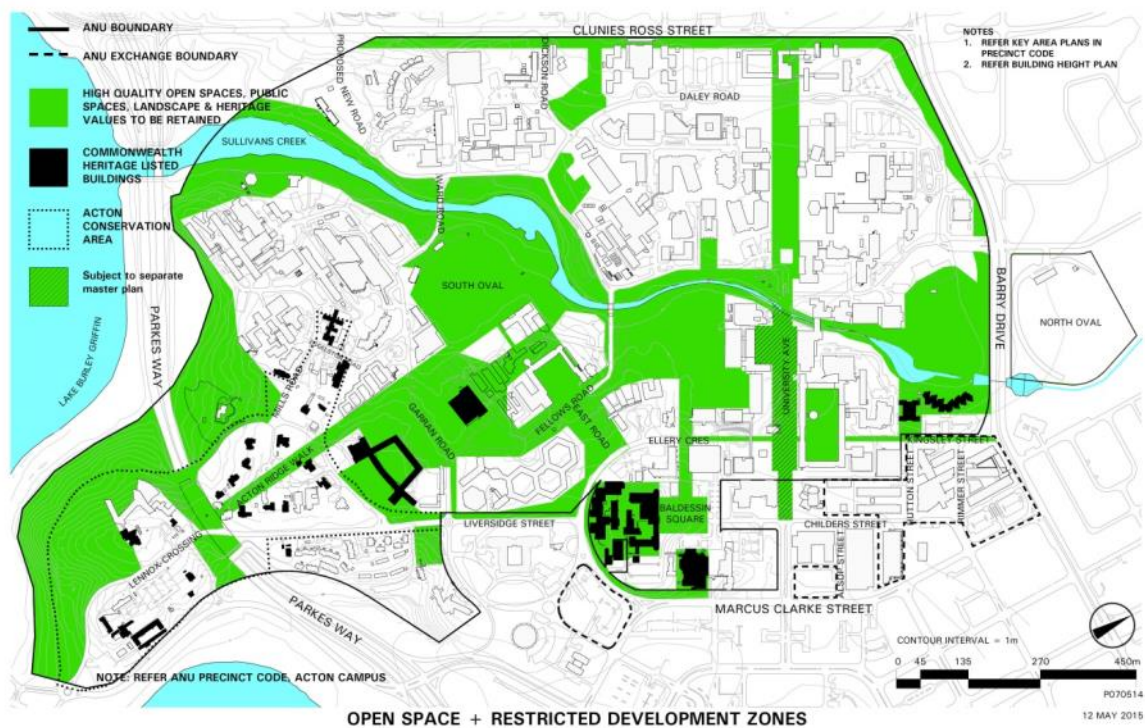 ANU BOUNDARY
ANU EXCHANGE BOUNDARY
HIGH QUALITY OPEN SPACES, PUBLIC
SPACES, LANDSCAPE & HERITAGE
VALUES TO BE RETAINED
COMMONWEALTH
HERITAGE LISTED
BUILDINGS
ACTON
CONSERVATION
AREA
Subject to separate
master plan
CLUNIES ROSS STREET
NOTES
1. REFER KEY AREA PLANS IN
PRECINCT CODE
2. REFER BUILDING HEIGHT PLAN
PROPOSED NEW ROAD
DICKSON ROAD
DALEY ROAD
SULLIVANS CREEK
WARD ROAD
SOUTH OVAL
BARRY DRIVE
NORTH OVAL
LAKE BURLEY GRIFFIN
PARKES WAY
MILLS ROAD
GARRAN ROAD
FELLOWS ROAD
EAST ROAD
UNIVERSITY AVE
ELLERY CRES
KINGSLEY STREET
HUTTON STREET
RIMMER STREET
ACTON RIDGE WALK
LIVERSIDGE STREET
BALDESSIN
SQUARE
CHILDERS STREET
LENNOX-CROSSING
PARKES WAY
MARCUS CLARKE STREET
CONTOUR INTERVAL = 1m
0 45 135 270 450m
NOTE: REFER ANU PRECINCT CODE, ACTON CAMPUS
P070514
12 MAY 2015
OPEN SPACE + RESTRICTED DEVELOPMENT ZONES